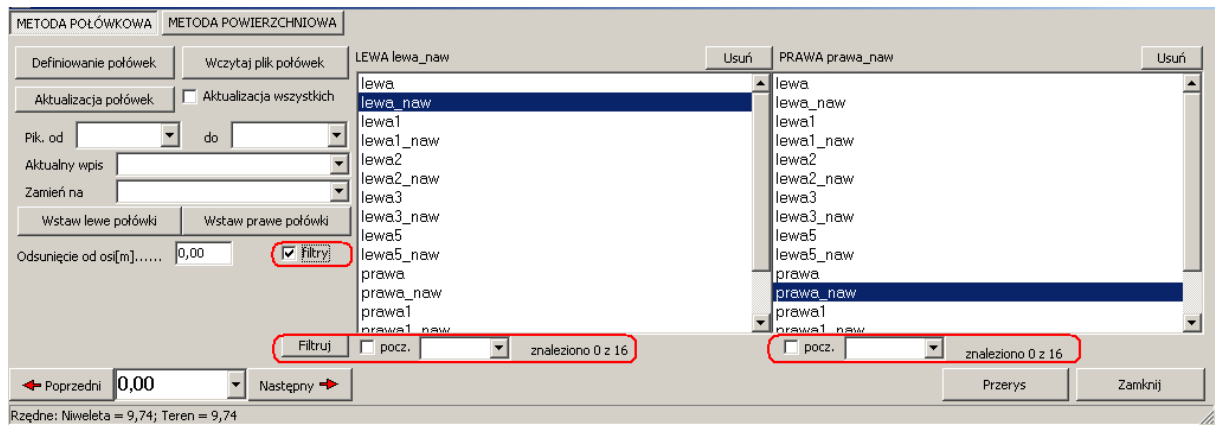 METODA POŁÓWKOWA METODA POWIERZCHNIOWA
Definiowanie połówek Wczytaj plik połówek
Aktualizacja połówek Aktualizacja wszystkich
Pik. od do
Aktualny wpis
Zamień na
Wstaw lewe połówki Wstaw prawe połówki
Odsunięcie od osi[m]...... 0,00 filtry
Filtruj
LEWA lewa_naw Usuń
lewa
lewa_naw
lewa1
lewa1_naw
lewa2
lewa2_naw
lewa3
lewa3_naw
lewa5
lewa5_naw
prawa
prawa_naw
prawa1
prawa1_naw
pocz. znaleziono 0 z 16
PRAWA prawa_naw Usuń
lewa
lewa_naw
lewa1
lewa1_naw
lewa2
lewa2_naw
lewa3
lewa3_naw
lewa5
lewa5_naw
prawa
prawa_naw
prawa1
prawa1_naw
pocz. znaleziono 0 z 16
Poprzedni 0,00 Następny Przerys Zamknij
Rzędne: Niweleta = 9,74; Teren = 9,74